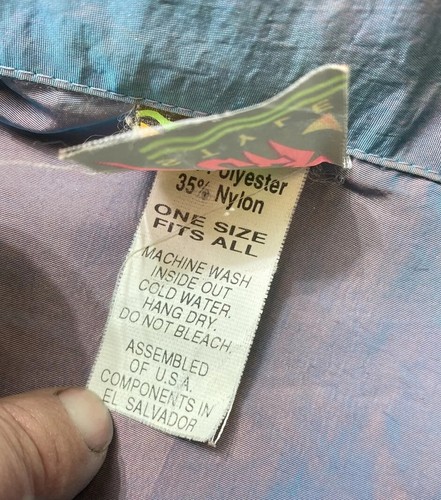 Polyester
35% Nylon
ONE SIZE
FITS ALL
MACHINE WASH
INSIDE OUT
COLD WATER.
HANG DRY.
DO NOT BLEACH.
ASSEMBLED
OF U.S.A.
COMPONENTS IN
EL SALVADOR